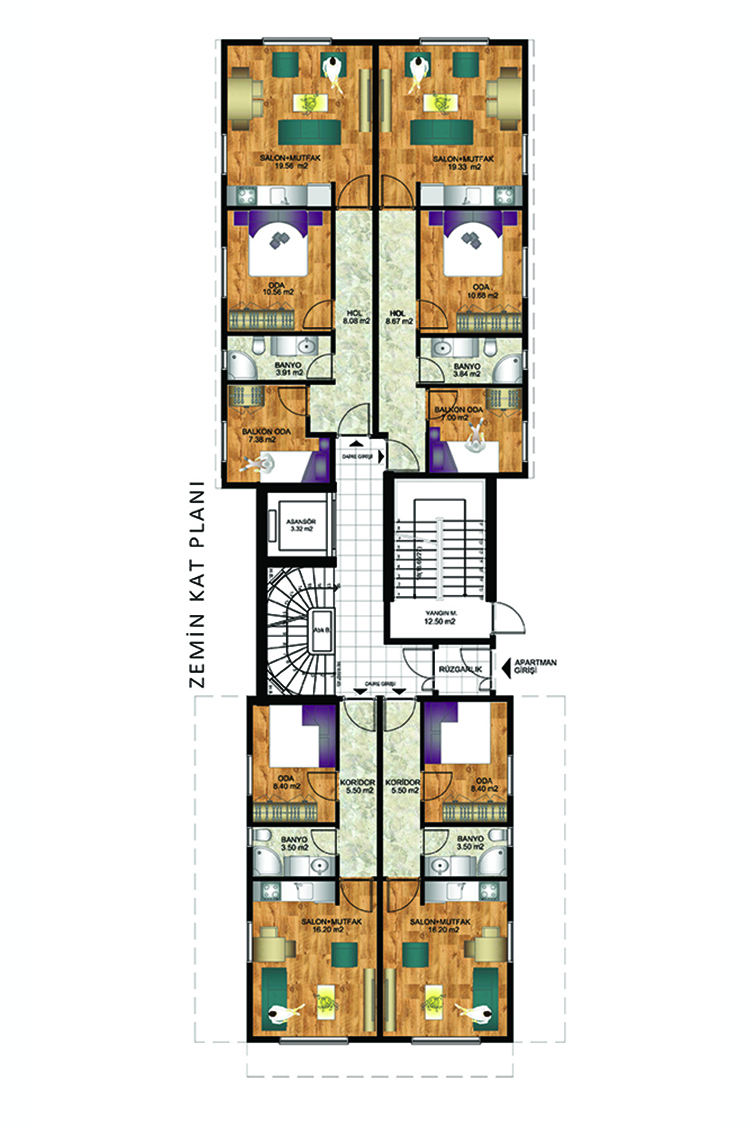 SALON+MUTFAK
19.56 m2
SALON+MUTFAK
19.33 m2
ODA
10.56 m2
HOL
8.08 m2
HOL
8.67 m2
ODA
10.68 m2
BANYO
3.91 m2
BANYO
3.84 m2
BALKON ODA
7.38 m2
BALKON ODA
7.00 m2
DAİRE GİRİŞİ
ZEMİN KAT PLANI
ASANSÖR
3.32 m2
YANGIN M.
12.50 m2
RÜZGARLIK
APARTMAN
GİRİŞİ
DAİRE GİRİŞİ
ODA
8.40 m2
KORİDOR
5.50 m2
KORİDOR
5.50 m2
ODA
8.40 m2
BANYO
3.50 m2
BANYO
3.50 m2
SALON+MUTFAK
16.20 m2
SALON+MUTFAK
16.20 m2